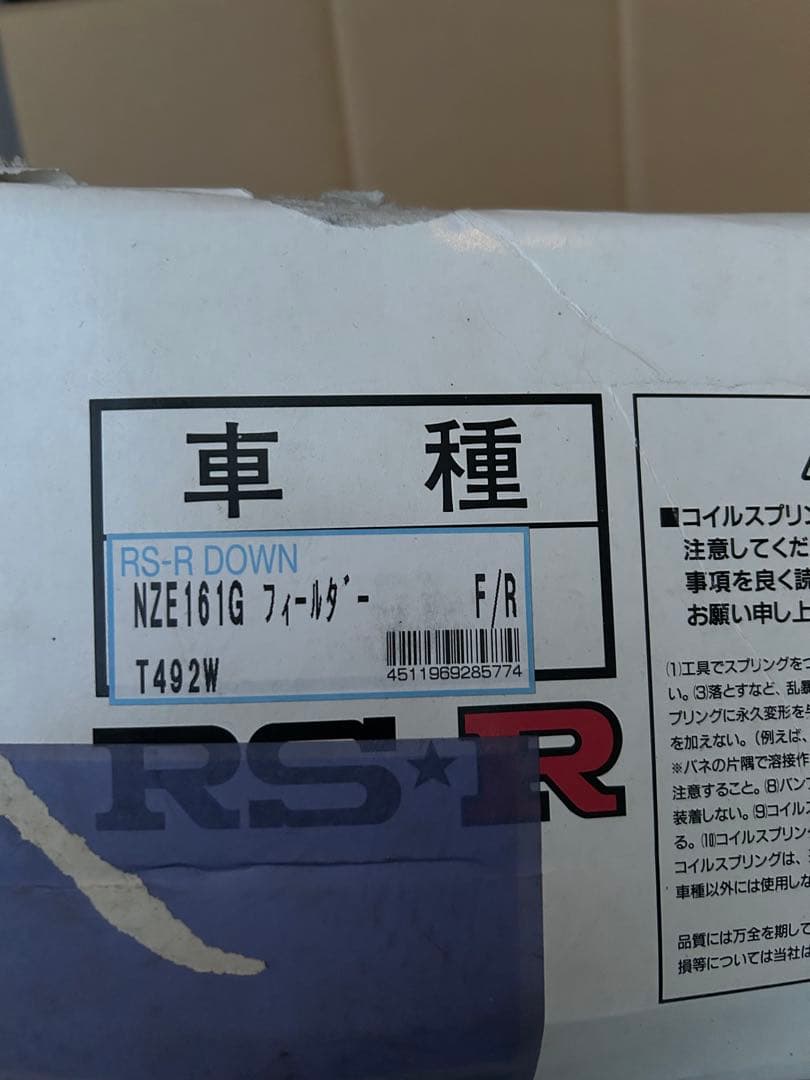 車 種
RS-R DOWN
NZE161G フィールダー F/R
T492W
4511969285774
RS★R
■コイルスプリン
注意してくだ
事項を良く読
お願い申し上
(1)工具でスプリングをつ
い。(3)落とすなど、乱暴
プリングに永久変形を与
を加えない。(例えば、
※バネの片隅で溶接作
注意すること。(8)バンプ
装着しない。(9)コイルス
る。(10)コイルスプリング
コイルスプリングは、
車種以外には使用しな
品質には万全を期して
損等については当社は